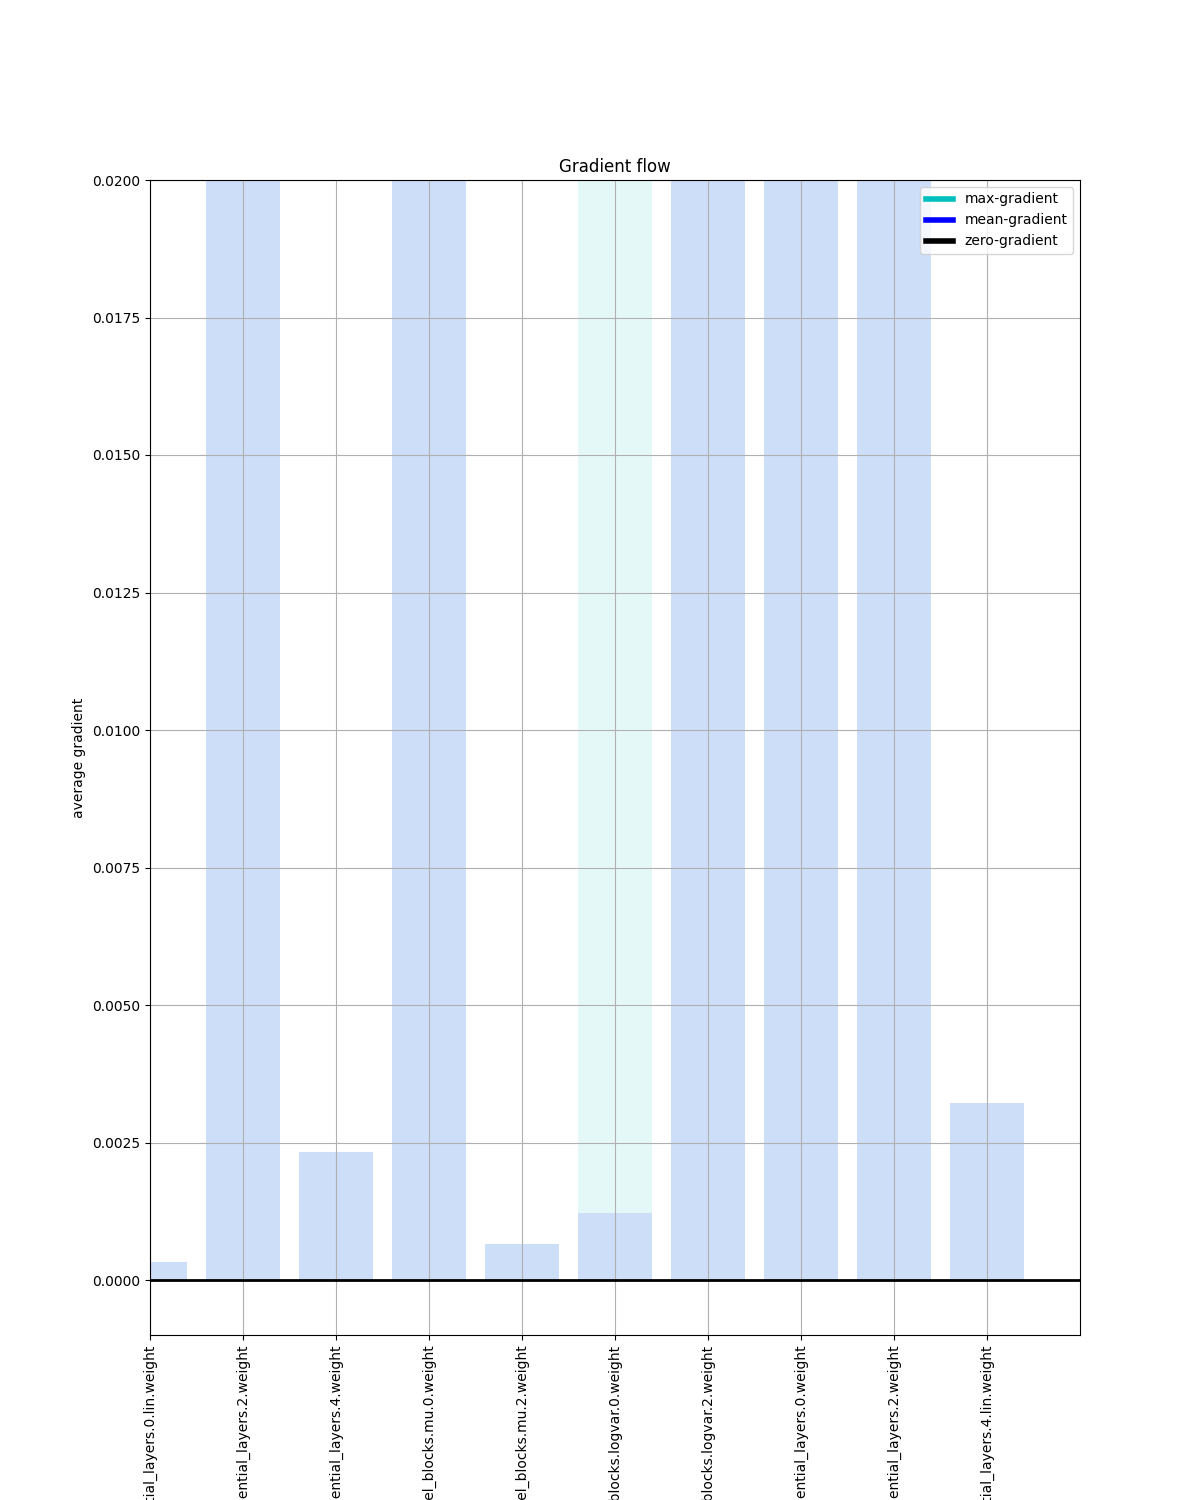 Gradient flow
max-gradient
mean-gradient
zero-gradient
0.0200
0.0175
0.0150
0.0125
0.0100
0.0075
0.0050
0.0025
0.0000
average gradient
tial_layers.0.lin.weight
ential_layers.2.weight
ential_layers.4.weight
el_blocks.mu.0.weight
el_blocks.mu.2.weight
blocks.logvar.0.weight
blocks.logvar.2.weight
ential_layers.0.weight
ential_layers.2.weight
tial_layers.4.lin.weight